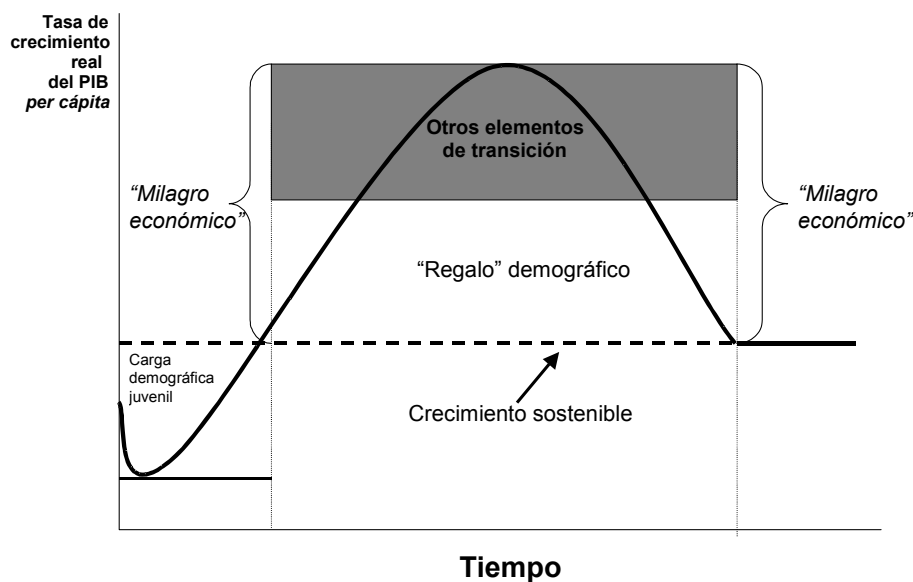 Tasa de
crecimiento
real
del PIB
per cápita
Otros elementos
de transición
“Milagro
económico”
“Milagro
económico”
“Regalo” demográfico
Carga
demográfica
juvenil
Crecimiento sostenible
Tiempo